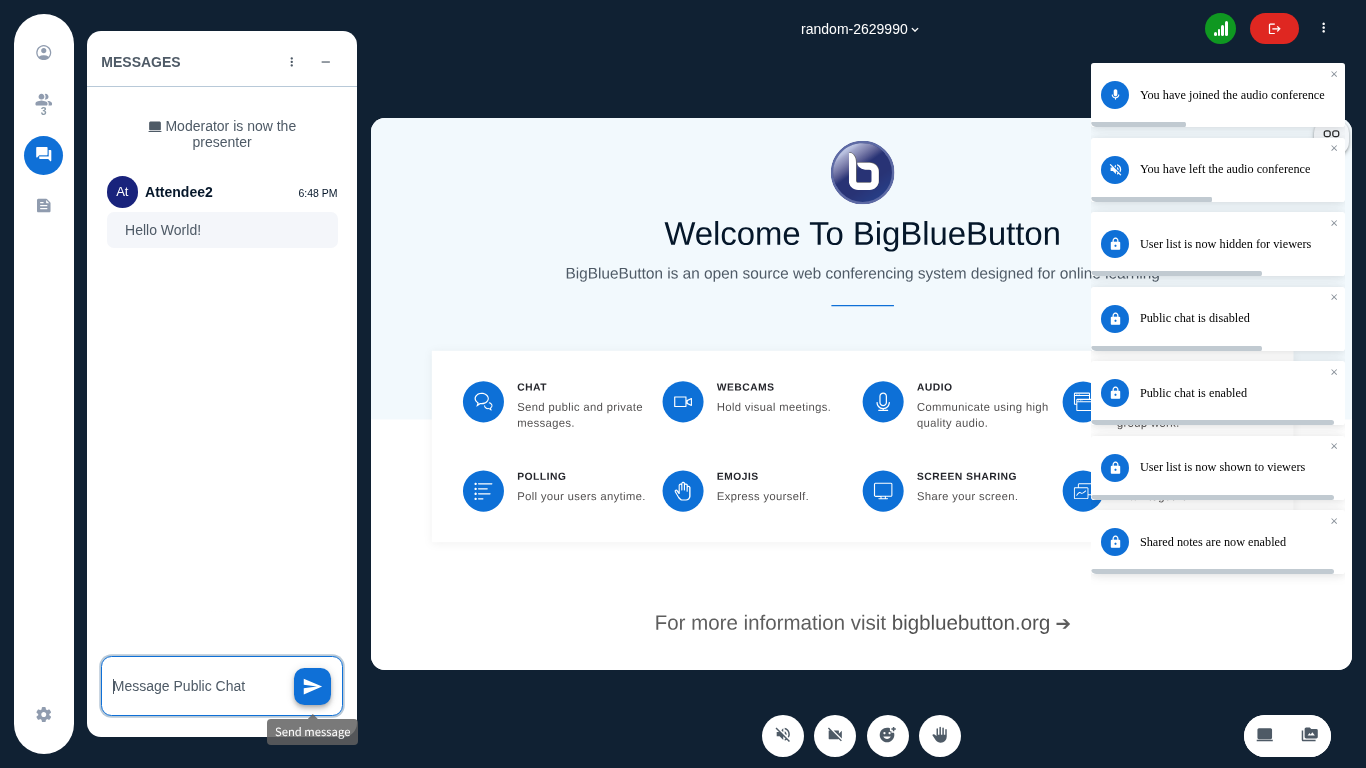 random-2629990
3
MESSAGES
Moderator is now the
presenter
At
Attendee2
6:48 PM
Hello World!
Message Public Chat
Send message
Welcome To BigBlueButton
BigBlueButton is an open source web conferencing system designed for online learning
CHAT
Send public and private
messages.
WEBCAMS
Hold visual meetings.
AUDIO
Communicate using high
quality audio.
group work.
POLLING
Poll your users anytime.
EMOJIS
Express yourself.
SCREEN SHARING
Share your screen.
For more information visit bigbluebutton.org ➔
You have joined the audio conference
You have left the audio conference
User list is now hidden for viewers
Public chat is disabled
Public chat is enabled
User list is now shown to viewers
Shared notes are now enabled